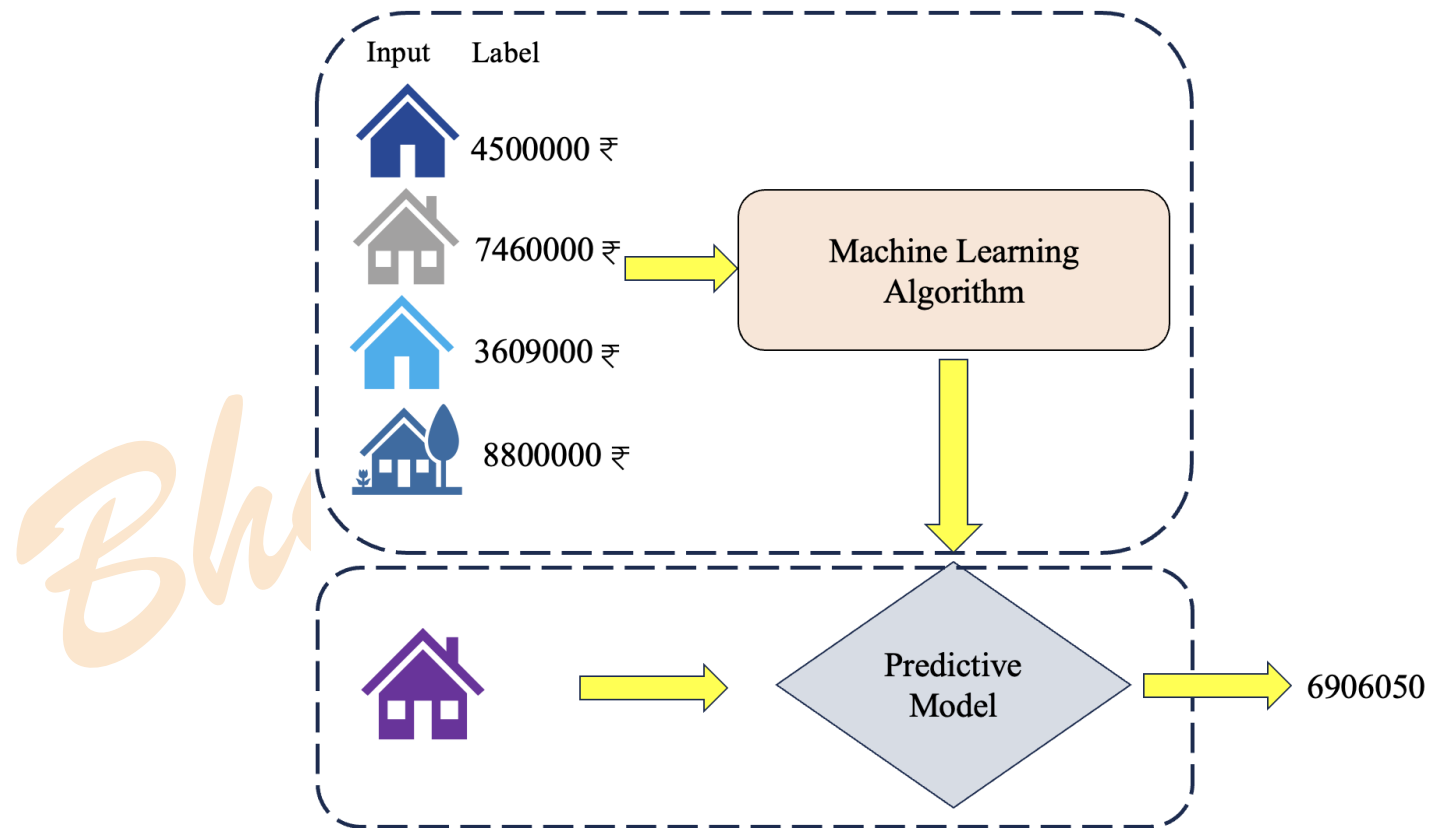 Input Label
4500000 ₹
7460000 ₹
3609000 ₹
8800000 ₹
Machine Learning
Algorithm
Predictive
Model
6906050